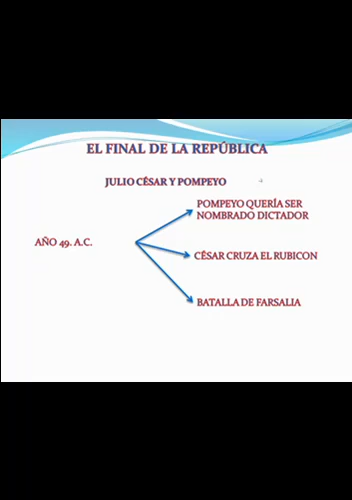 EL FINAL DE LA REPÚBLICA
JULIO CÉSAR Y POMPEYO
POMPEYO QUERÍA SER
NOMBRADO DICTADOR
AÑO 49. A.C.
CÉSAR CRUZA EL RUBICON
BATALLA DE FARSALIA